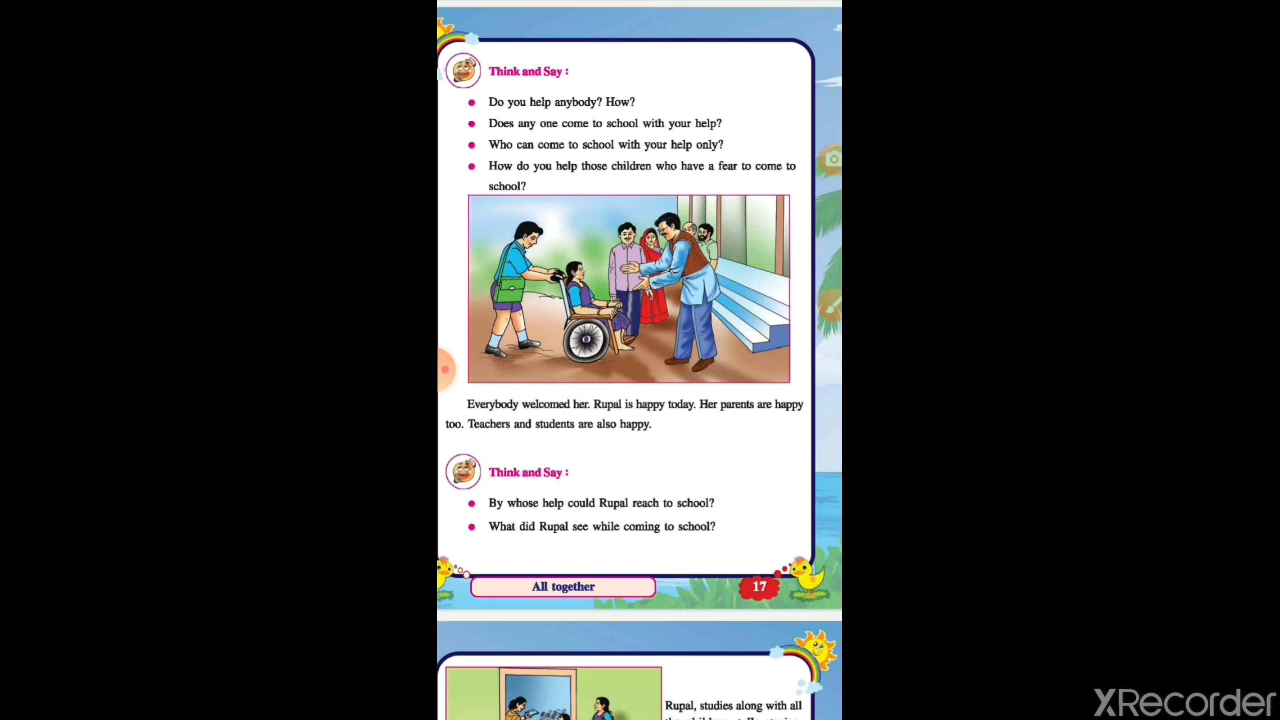 Think and Say :
Do you help anybody? How?
Does any one come to school with your help?
Who can come to school with your help only?
How do you help those children who have a fear to come to
school?
Everybody welcomed her. Rupal is happy today. Her parents are happy
too. Teachers and students are also happy.
Think and Say :
By whose help could Rupal reach to school?
What did Rupal see while coming to school?
All together
17
Rupal, studies along with all
XRecorder